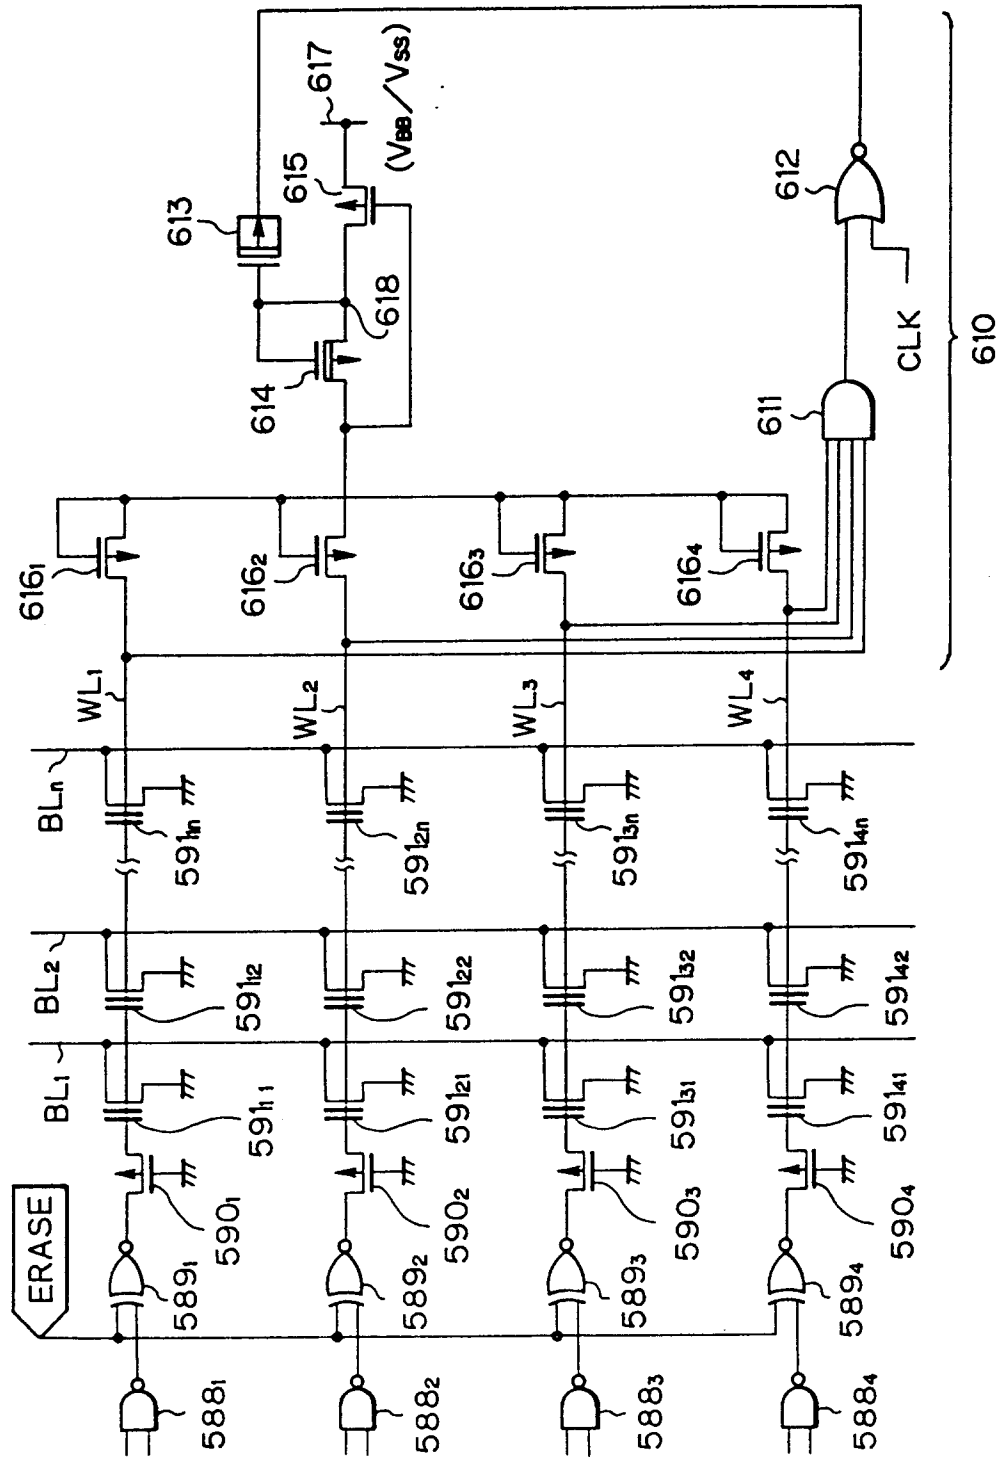 ERASE
588₁
589₁
590₁
591₁₁
591₁₂
591₁ₙ
BL₁
BL₂
BLₙ
WL₁
616₁
588₂
589₂
590₂
591₂₁
591₂₂
591₂ₙ
WL₂
616₂
588₃
589₃
590₃
591₃₁
591₃₂
591₃ₙ
WL₃
616₃
588₄
589₄
590₄
591₄₁
591₄₂
591₄ₙ
WL₄
616₄
613
614
615
617
618
(VBB/VSS)
611
612
CLK
610